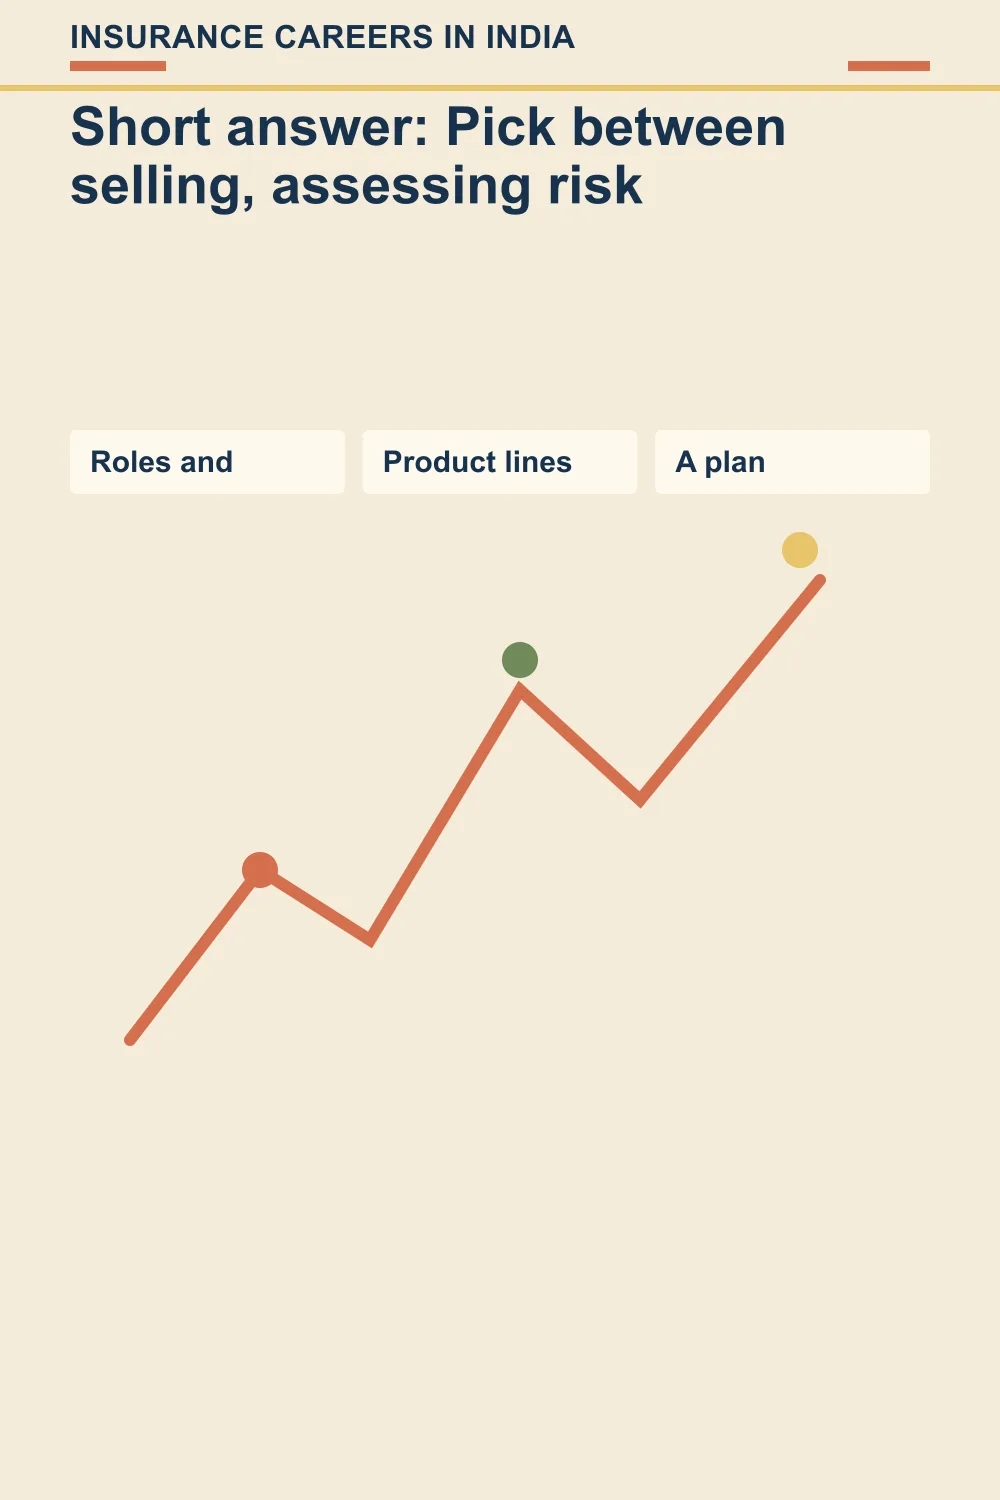 INSURANCE CAREERS IN INDIA
Short answer: Pick between
selling, assessing risk
Roles and
Product lines
A plan